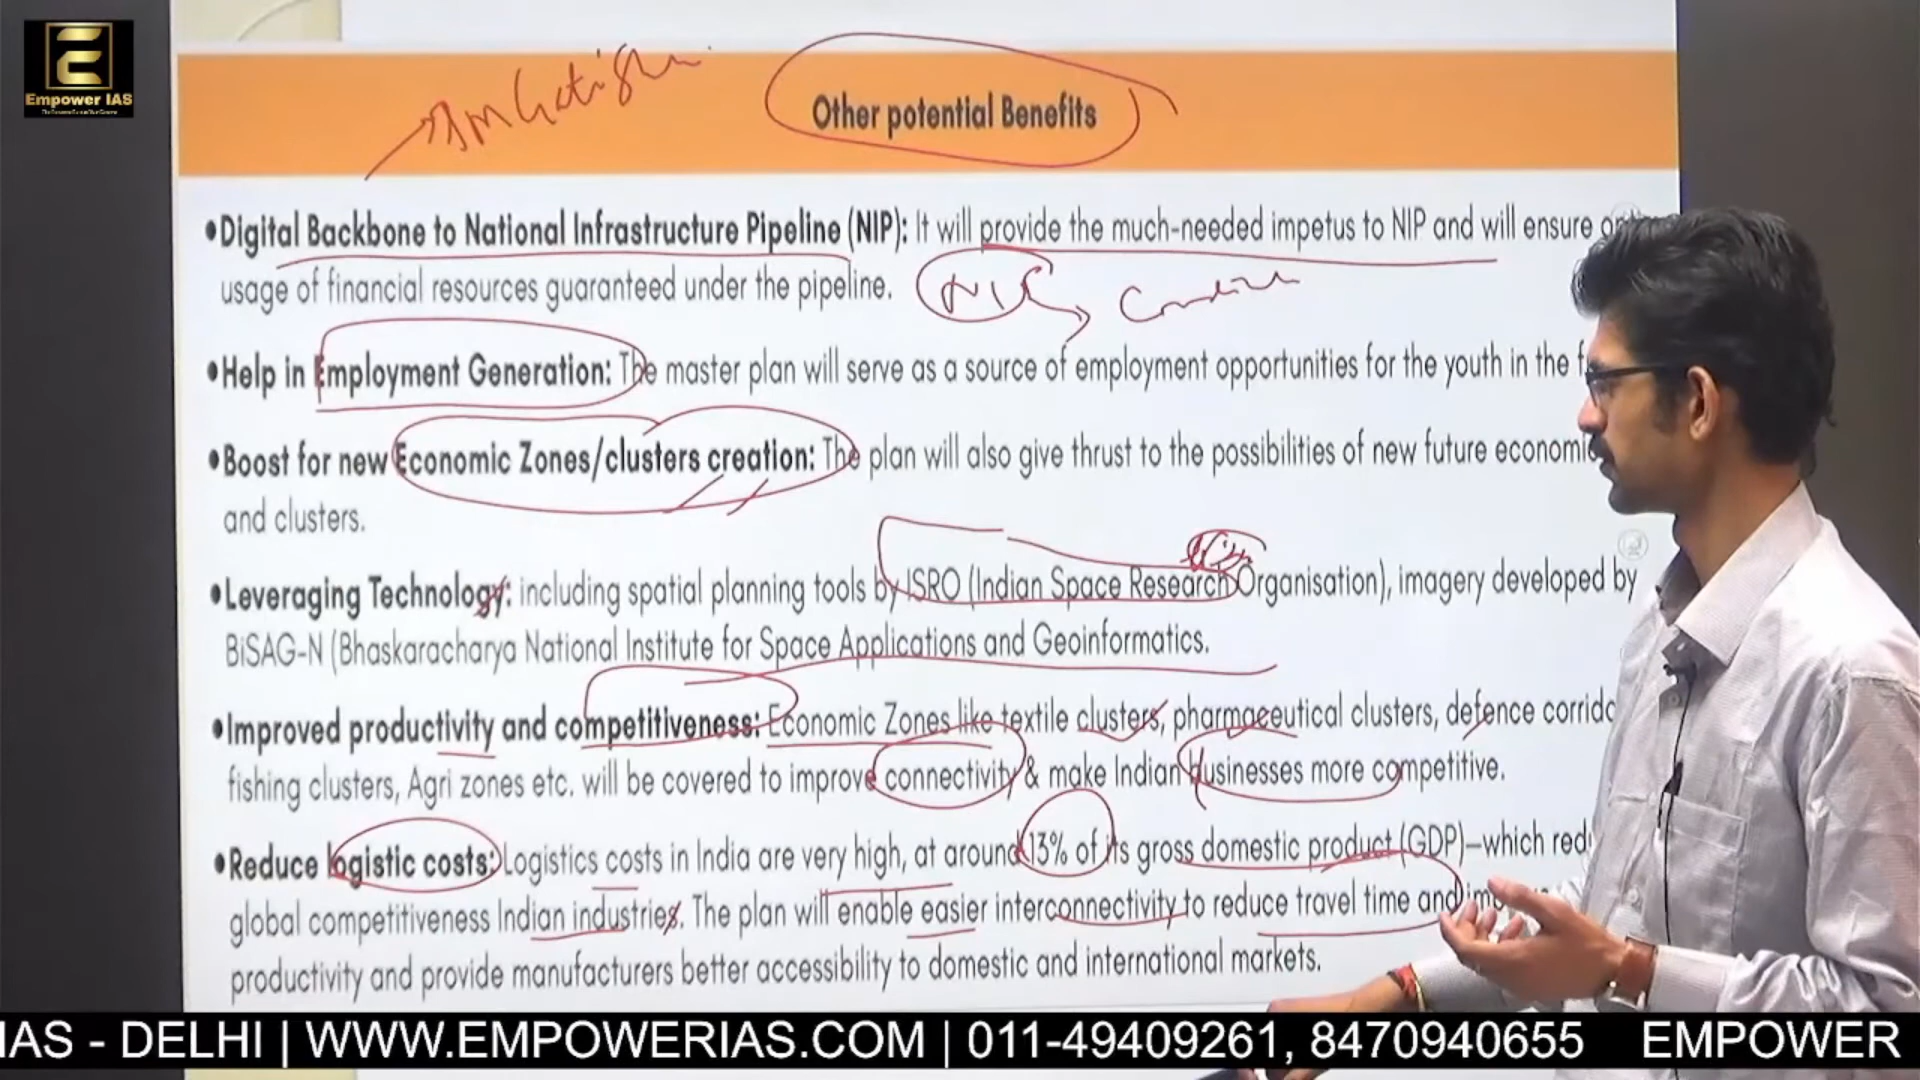 Empower IAS
Other potential Benefits
•Digital Backbone to National Infrastructure Pipeline (NIP): It will provide the much-needed impetus to NIP and will ensure
usage of financial resources guaranteed under the pipeline.
•Help in Employment Generation: The master plan will serve as a source of employment opportunities for the youth in the
•Boost for new Economic Zones/clusters creation: The plan will also give thrust to the possibilities of new future economic
and clusters.
•Leveraging Technology: including spatial planning tools by ISRO (Indian Space Research Organisation), imagery developed by
BiSAG-N (Bhaskaracharya National Institute for Space Applications and Geoinformatics.
•Improved productivity and competitiveness: Economic Zones like textile clusters, pharmaceutical clusters, defence
fishing clusters, Agri zones etc. will be covered to improve connectivity & make Indian businesses more competitive.
•Reduce logistic costs: Logistics costs in India are very high, at around 13% of its gross domestic product (GDP)–which
global competitiveness Indian industries. The plan will enable easier interconnectivity to reduce travel time and
productivity and provide manufacturers better accessibility to domestic and international markets.
IAS - DELHI | WWW.EMPOWERIAS.COM | 011-49409261, 8470940655 EMPOWER